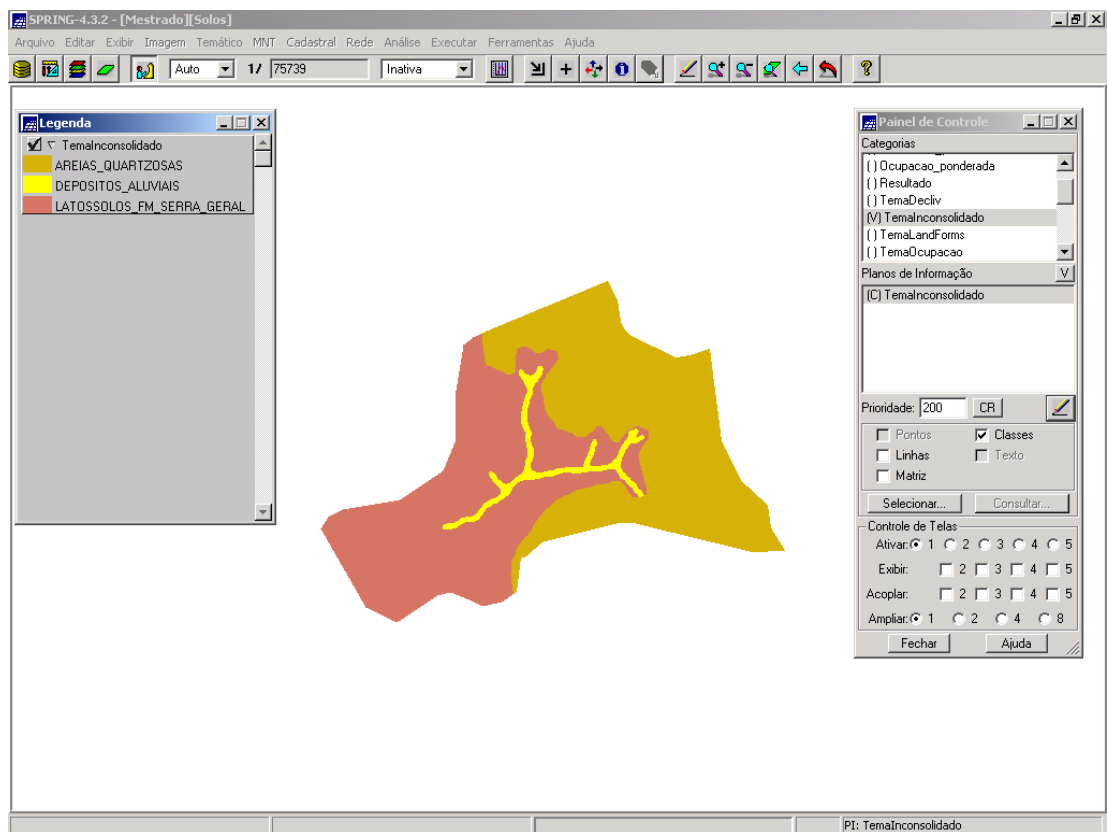 SPRING-4.3.2 - [Mestrado][Solos]
Arquivo Editar Exibir Imagem Temático MNT Cadastral Rede Análise Executar Ferramentas Ajuda
Auto 1/ 75739 Inativa
Legenda
TemaInconsolidado
AREIAS_QUARTZOSAS
DEPOSITOS_ALUVIAIS
LATOSSOLOS_FM_SERRA_GERAL
Painel de Controle
Categorias
( ) Ocupacao_ponderada
( ) Resultado
( ) TemaDecliv
(V) TemaInconsolidado
( ) TemaLandForms
( ) TemaOcupacao
Planos de Informação V
(C) TemaInconsolidado
Prioridade: 200 CR
Pontos Classes
Linhas Texto
Matriz
Selecionar... Consultar...
Controle de Telas
Ativar: 1 2 3 4 5
Exibir: 2 3 4 5
Acoplar: 2 3 4 5
Ampliar: 1 2 4 8
Fechar Ajuda
PI: TemaInconsolidado